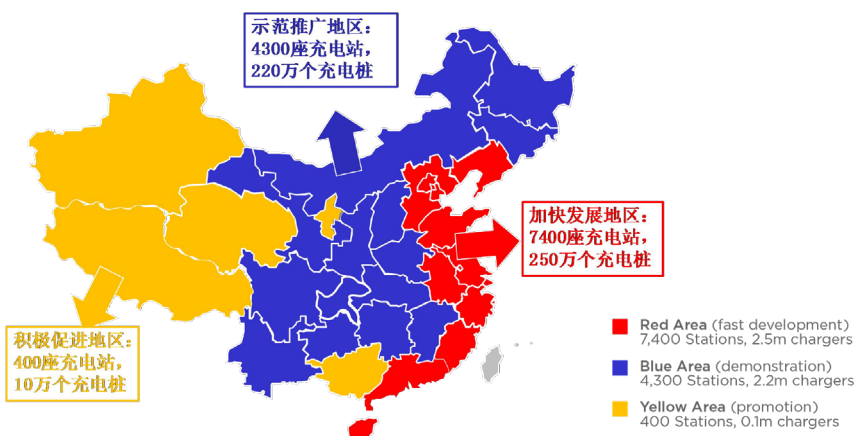 示范推广地区：
4300座充电站，
220万个充电桩
加快发展地区：
7400座充电站，
250万个充电桩
积极促进地区：
400座充电站，
10万个充电桩
Red Area (fast development)
7,400 Stations, 2.5m chargers
Blue Area (demonstration)
4,300 Stations, 2.2m chargers
Yellow Area (promotion)
400 Stations, 0.1m chargers